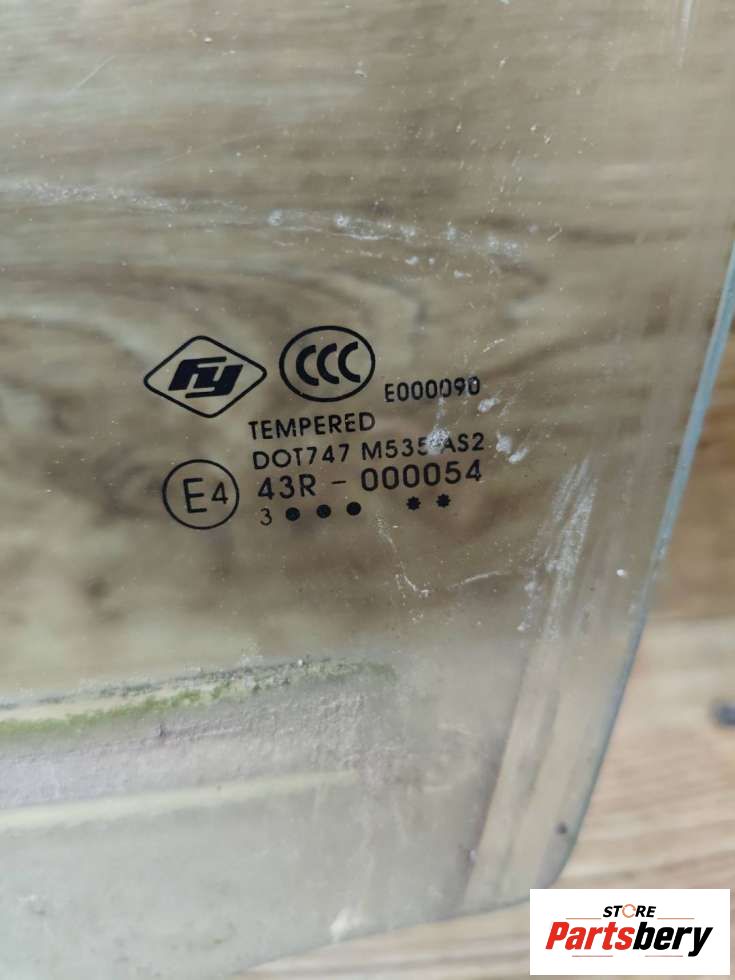 FY CCC E000090
TEMPERED
DOT747 M535 AS2
E4 43R - 000054
3 ● ● ● ✱ ✱
STORE
Partsbery